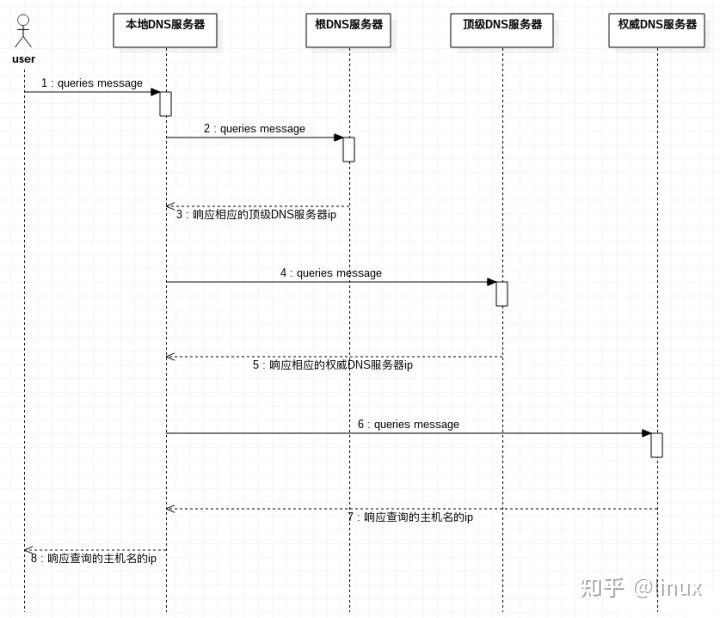 本地DNS服务器
根DNS服务器
顶级DNS服务器
权威DNS服务器
user
1 : queries message
2 : queries message
3 : 响应相应的顶级DNS服务器ip
4 : queries message
5 : 响应相应的权威DNS服务器ip
6 : queries message
7 : 响应查询的主机名的ip
8 : 响应查询的主机名的ip
知乎 @linux